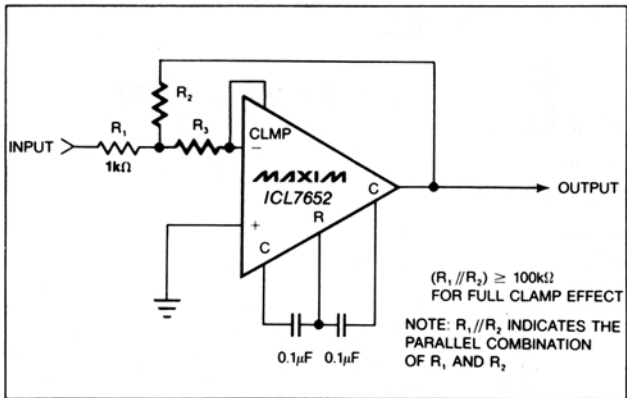 R₂
R₁
R₃
CLMP
INPUT
1kΩ
−
MAXIM
ICL7652
C
OUTPUT
R
+
C
(R₁//R₂) ≥ 100kΩ
FOR FULL CLAMP EFFECT
NOTE: R₁//R₂ INDICATES THE
PARALLEL COMBINATION
OF R₁ AND R₂
0.1µF 0.1µF